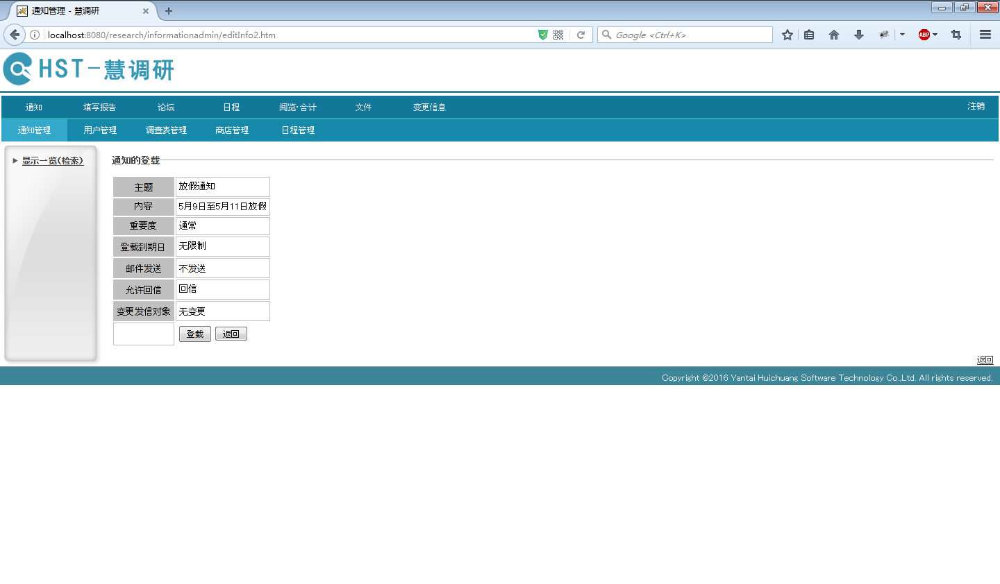 通知管理 - 慧调研
localhost:8080/research/informationadmin/editInfo2.htm
Google <Ctrl+K>
ABP
HST-慧调研
通知 填写报告 论坛 日程 阅览·合计 文件 变更信息 注销
通知管理 用户管理 调查表管理 商店管理 日程管理
显示一览(检索)
通知的登载
主题 放假通知
内容 5月9日至5月11日放假
重要度 通常
登载到期日 无限制
邮件发送 不发送
允许回信 回信
变更发信对象 无变更
登载 返回
返回
Copyright ©2016 Yantai Huichuang Software Technology Co.,Ltd. All rights reserved.